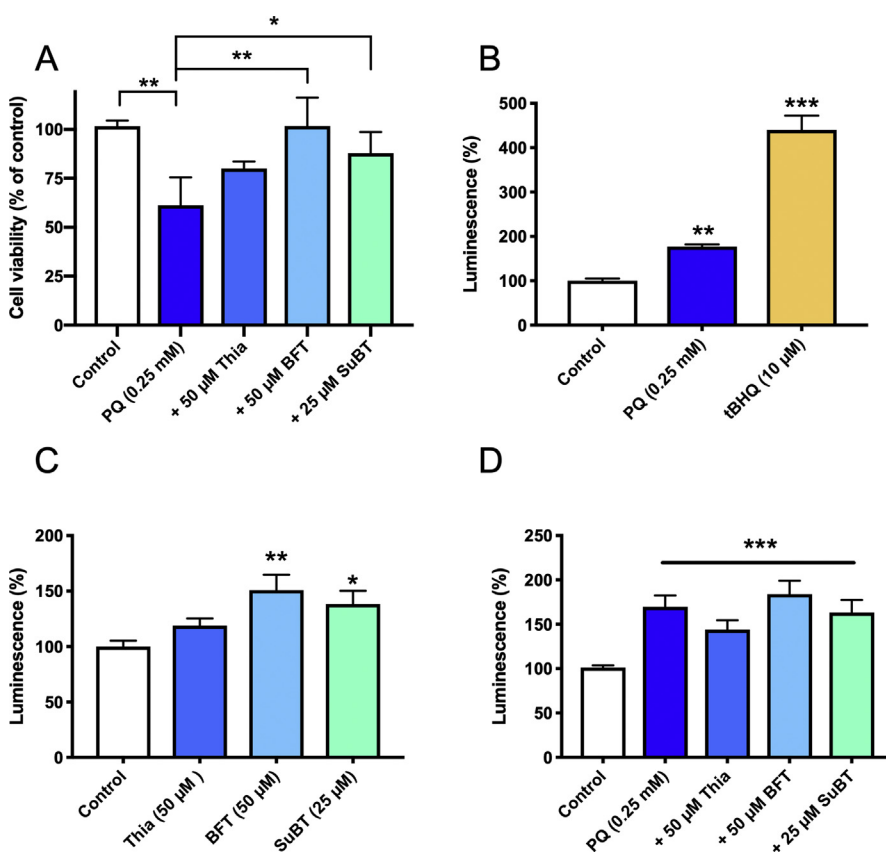 A
*
**
**
Cell viability (% of control)
100
75
50
25
0
Control
PQ (0.25 mM)
+ 50 µM Thia
+ 50 µM BFT
+ 25 µM SuBT
B
***
**
Luminescence (%)
500
400
300
200
100
0
Control
PQ (0.25 mM)
tBHQ (10 µM)
C
**
*
Luminescence (%)
200
150
100
50
0
Control
Thia (50 µM )
BFT (50 µM)
SuBT (25 µM)
D
***
Luminescence (%)
250
200
150
100
50
0
Control
PQ (0.25 mM)
+ 50 µM Thia
+ 50 µM BFT
+ 25 µM SuBT